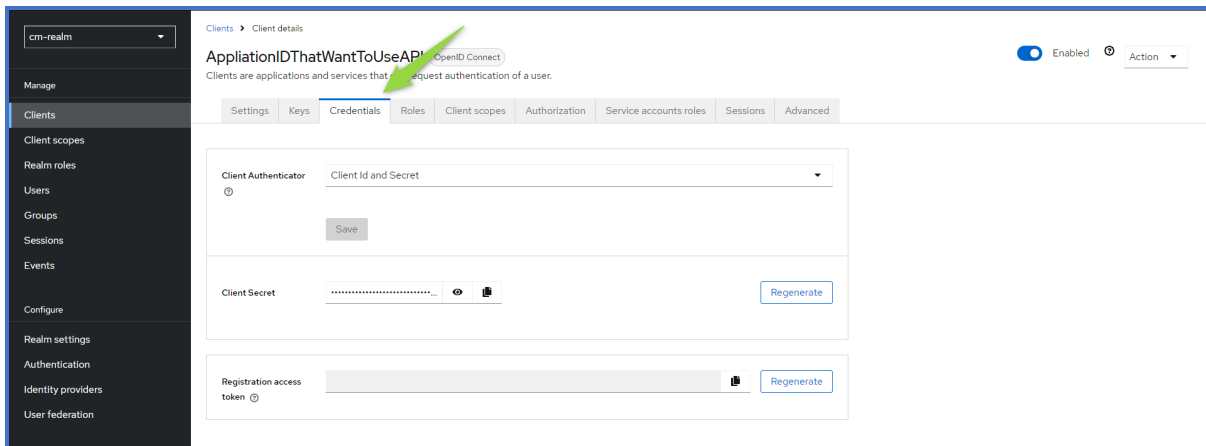 cm-realm
Manage
Clients
Client scopes
Realm roles
Users
Groups
Sessions
Events
Configure
Realm settings
Authentication
Identity providers
User federation
Clients > Client details
AppliationIDThatWantToUseAPI OpenID Connect
Clients are applications and services that request authentication of a user.
Enabled
Action
Settings Keys Credentials Roles Client scopes Authorization Service accounts roles Sessions Advanced
Client Authenticator
Client Id and Secret
Save
Client Secret
Regenerate
Registration access
token
Regenerate